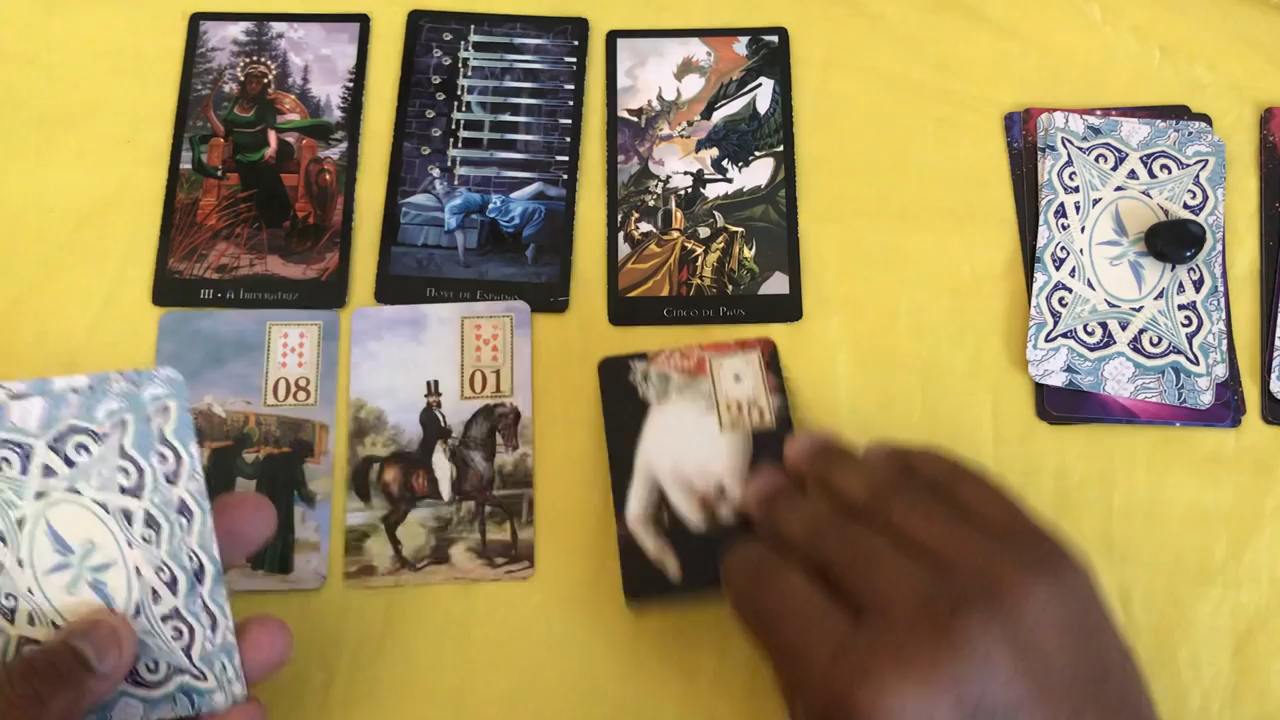 III • A Imperatriz
Nove de Espadas
Cinco de Paus
08
01